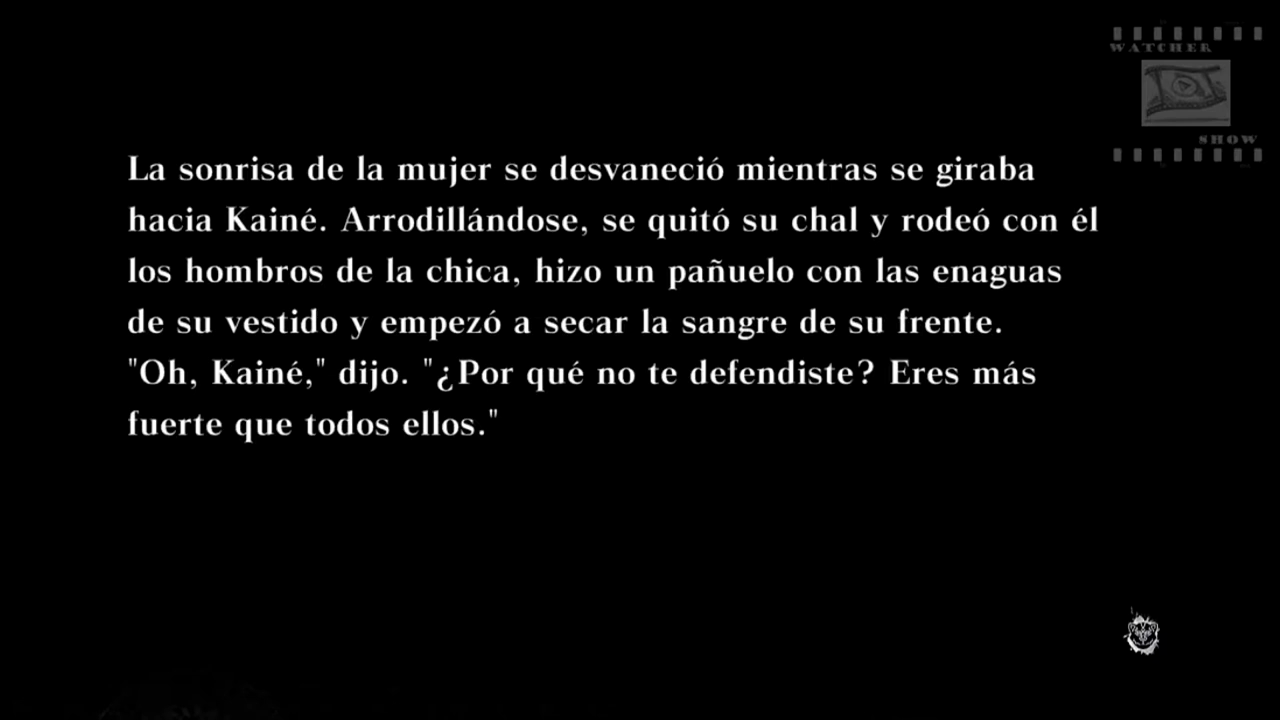 WATCHER
SHOW
La sonrisa de la mujer se desvaneció mientras se giraba
hacia Kainé. Arrodillándose, se quitó su chal y rodeó con él
los hombros de la chica, hizo un pañuelo con las enaguas
de su vestido y empezó a secar la sangre de su frente.
"Oh, Kainé," dijo. "¿Por qué no te defendiste? Eres más
fuerte que todos ellos."